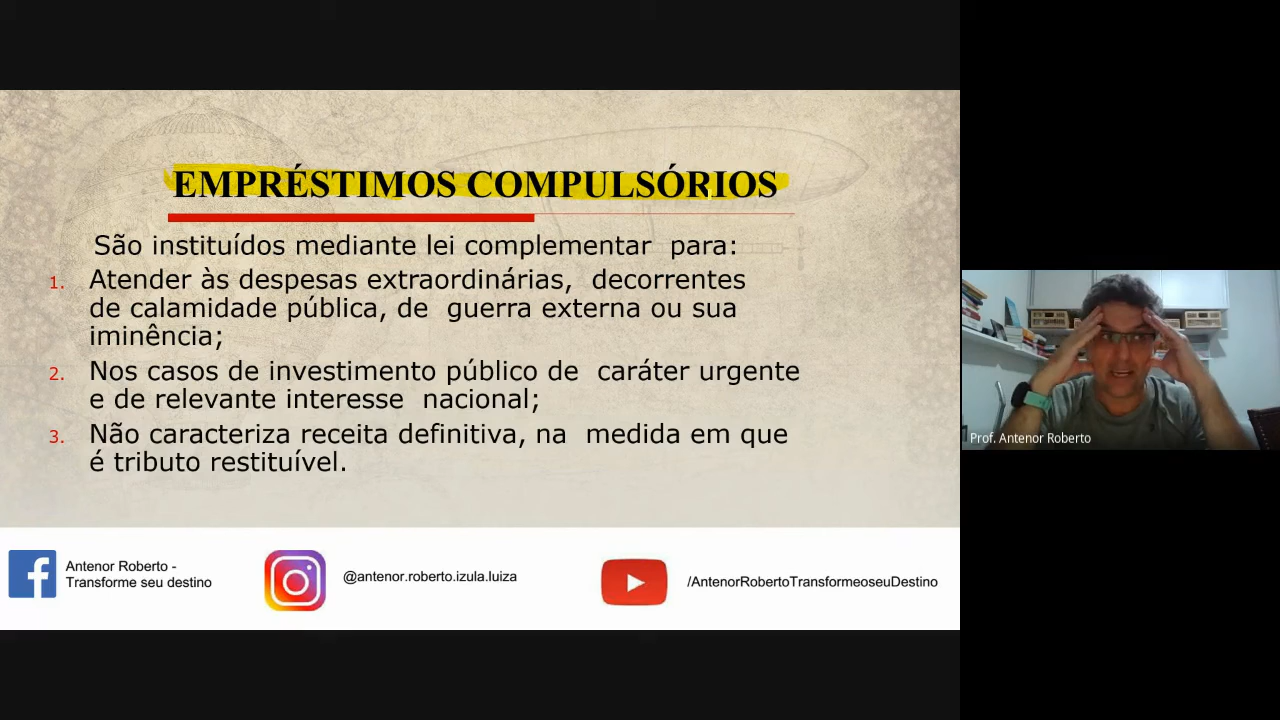 EMPRÉSTIMOS COMPULSÓRIOS
São instituídos mediante lei complementar para:
1. Atender às despesas extraordinárias, decorrentes
de calamidade pública, de guerra externa ou sua
iminência;
2. Nos casos de investimento público de caráter urgente
e de relevante interesse nacional;
3. Não caracteriza receita definitiva, na medida em que
é tributo restituível.
Antenor Roberto -
Transforme seu destino
@antenor.roberto.izula.luiza
/AntenorRobertoTransformeoseuDestino
Prof. Antenor Roberto